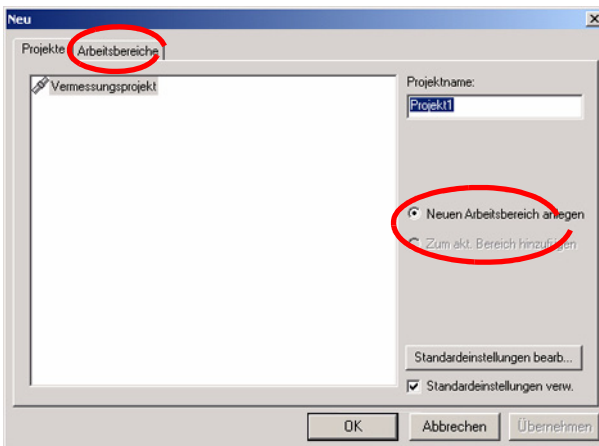 Neu
Projekte Arbeitsbereiche
Vermessungsprojekt
Projektname:
Projekt1
Neuen Arbeitsbereich anlegen
Zum akt. Bereich hinzufügen
Standardeinstellungen bearb...
Standardeinstellungen verw.
OK Abbrechen Übernehmen